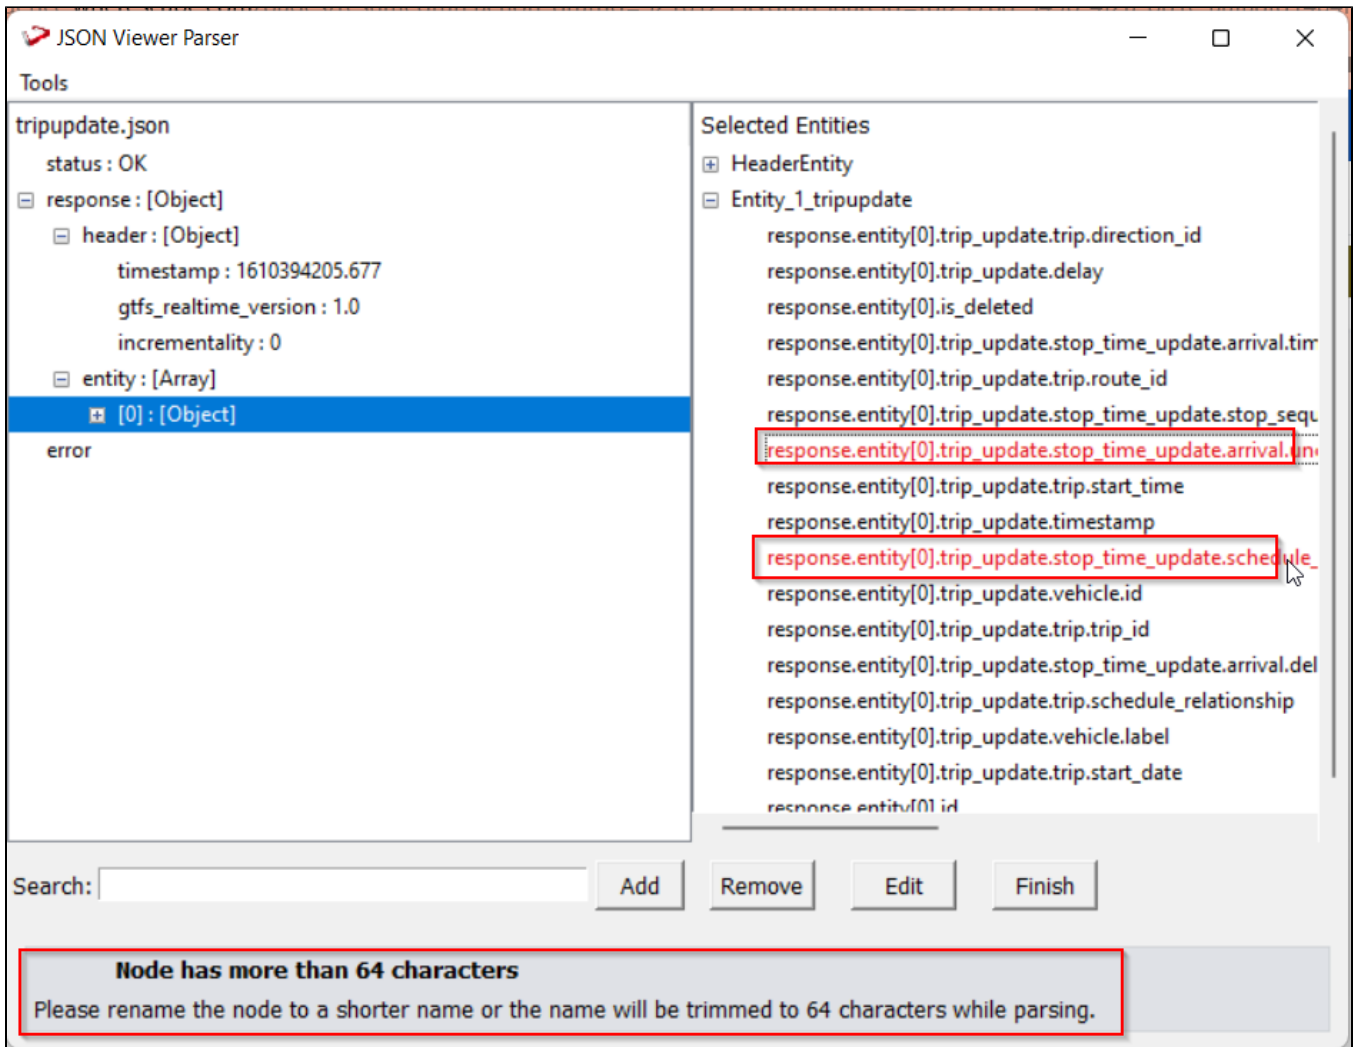 JSON Viewer Parser
Tools
tripupdate.json
status : OK
response : [Object]
header : [Object]
timestamp : 1610394205.677
gtfs_realtime_version : 1.0
incrementality : 0
entity : [Array]
[0] : [Object]
error
Selected Entities
HeaderEntity
Entity_1_tripupdate
response.entity[0].trip_update.trip.direction_id
response.entity[0].trip_update.delay
response.entity[0].is_deleted
response.entity[0].trip_update.stop_time_update.arrival.tim
response.entity[0].trip_update.trip.route_id
response.entity[0].trip_update.stop_time_update.stop_sequ
response.entity[0].trip_update.stop_time_update.arrival.un
response.entity[0].trip_update.trip.start_time
response.entity[0].trip_update.timestamp
response.entity[0].trip_update.stop_time_update.schedule_
response.entity[0].trip_update.vehicle.id
response.entity[0].trip_update.trip.trip_id
response.entity[0].trip_update.stop_time_update.arrival.del
response.entity[0].trip_update.trip.schedule_relationship
response.entity[0].trip_update.vehicle.label
response.entity[0].trip_update.trip.start_date
response.entity[0].id
Search:
Add
Remove
Edit
Finish
Node has more than 64 characters
Please rename the node to a shorter name or the name will be trimmed to 64 characters while parsing.